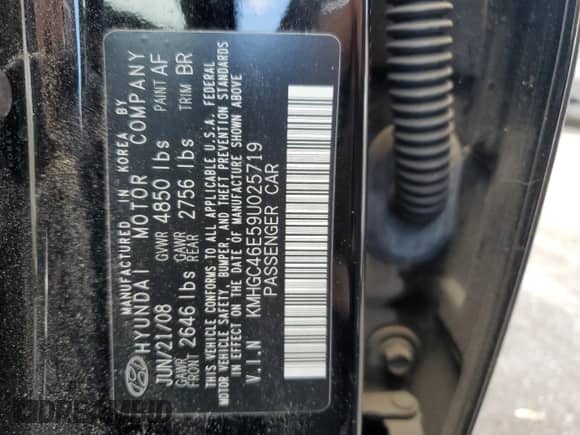 MANUFACTURED IN KOREA BY
HYUNDAI MOTOR COMPANY
JUN/21/08 GVWR 4850 lbs PAINT AF
GAWR FRONT 2646 lbs GAWR REAR 2756 lbs TRIM BR
THIS VEHICLE CONFORMS TO ALL APPLICABLE U.S.A. FEDERAL
MOTOR VEHICLE SAFETY, BUMPER, AND THEFT PREVENTION STANDARDS
IN EFFECT ON THE DATE OF MANUFACTURE SHOWN ABOVE
V.I.N KMHGC46E59U025719
PASSENGER CAR